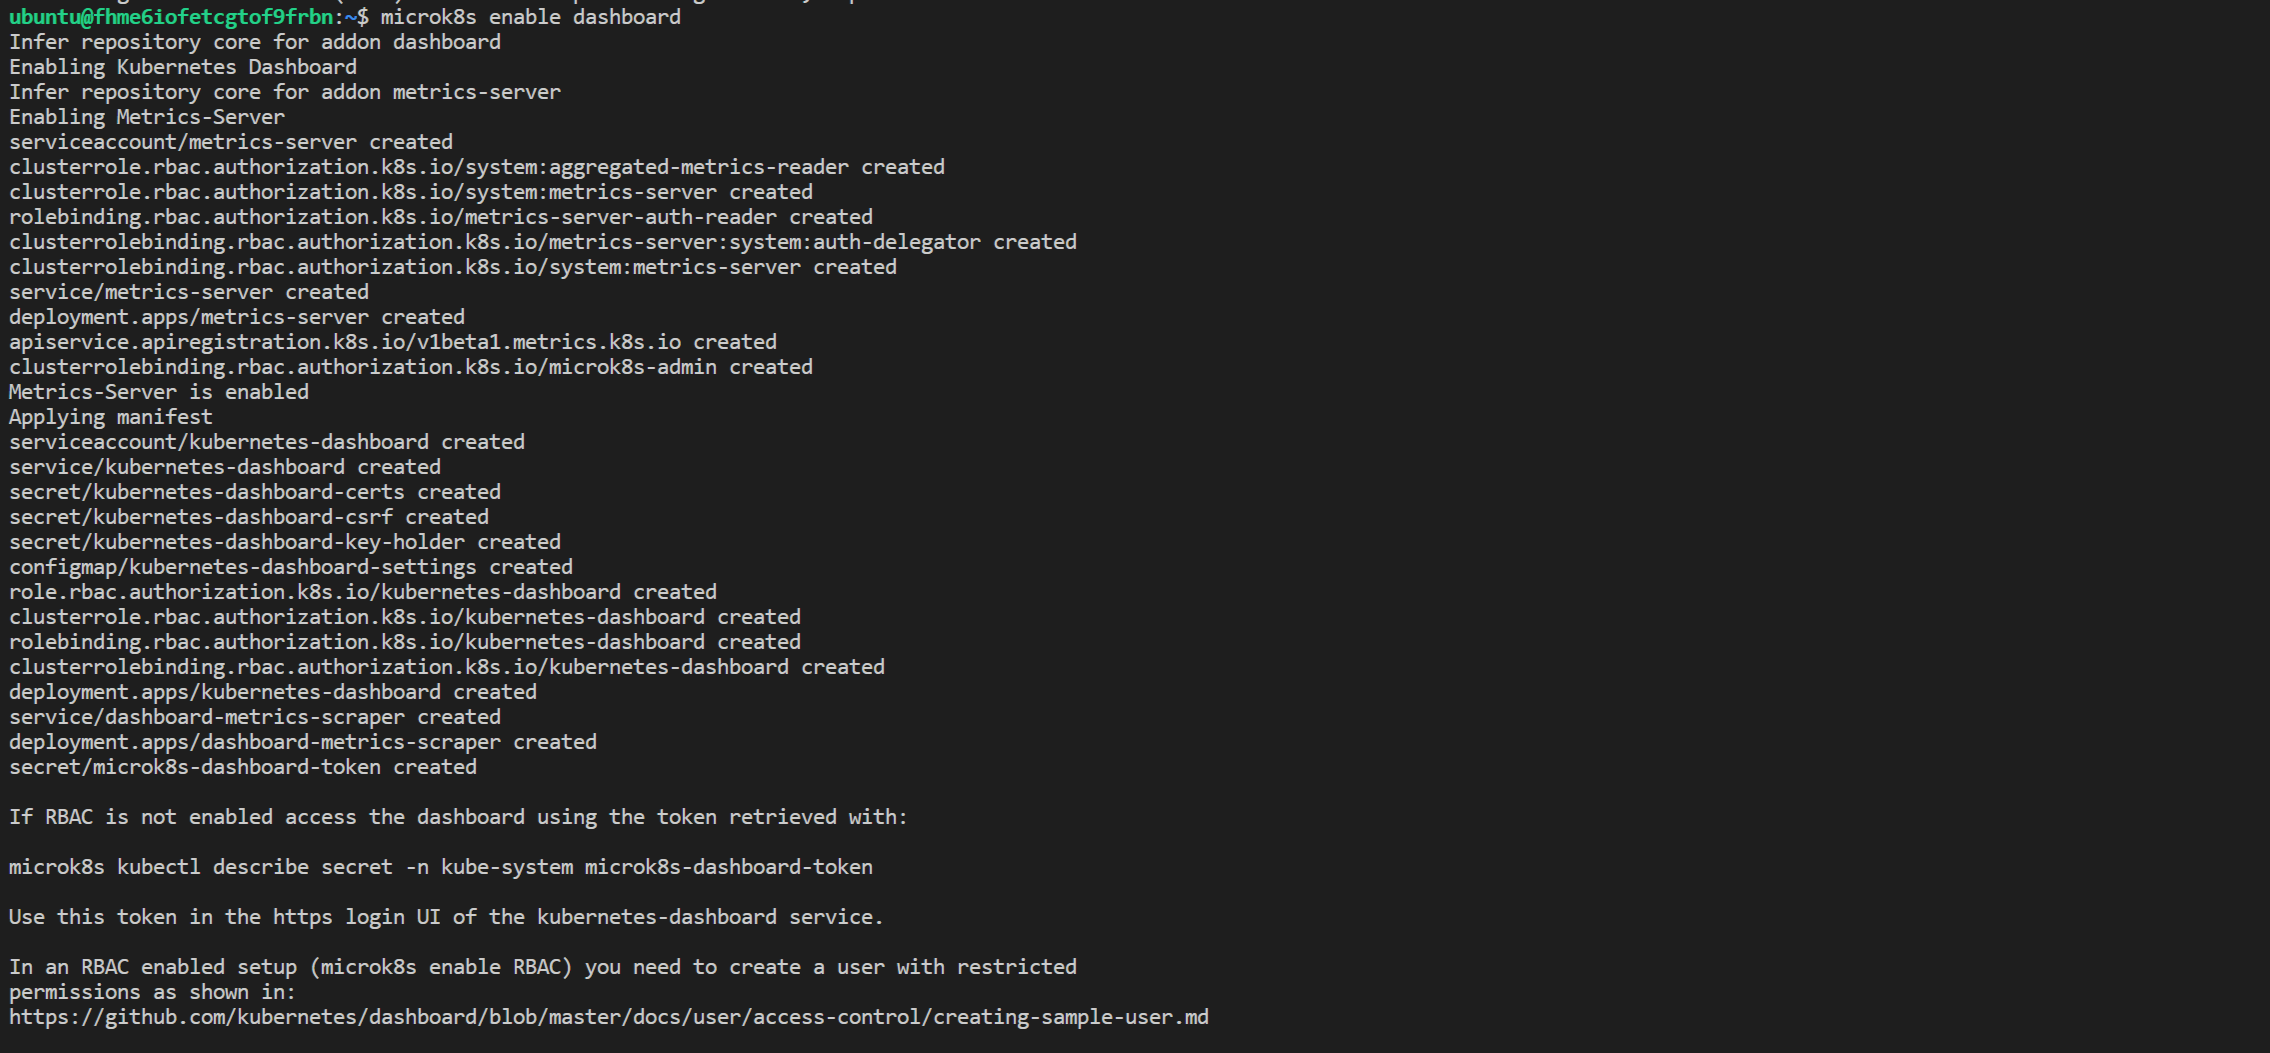 ubuntu@fhme6iofetcgtof9frbn:~$ microk8s enable dashboard
Infer repository core for addon dashboard
Enabling Kubernetes Dashboard
Infer repository core for addon metrics-server
Enabling Metrics-Server
serviceaccount/metrics-server created
clusterrole.rbac.authorization.k8s.io/system:aggregated-metrics-reader created
clusterrole.rbac.authorization.k8s.io/system:metrics-server created
rolebinding.rbac.authorization.k8s.io/metrics-server-auth-reader created
clusterrolebinding.rbac.authorization.k8s.io/metrics-server:system:auth-delegator created
clusterrolebinding.rbac.authorization.k8s.io/system:metrics-server created
service/metrics-server created
deployment.apps/metrics-server created
apiservice.apiregistration.k8s.io/v1beta1.metrics.k8s.io created
clusterrolebinding.rbac.authorization.k8s.io/microk8s-admin created
Metrics-Server is enabled
Applying manifest
serviceaccount/kubernetes-dashboard created
service/kubernetes-dashboard created
secret/kubernetes-dashboard-certs created
secret/kubernetes-dashboard-csrf created
secret/kubernetes-dashboard-key-holder created
configmap/kubernetes-dashboard-settings created
role.rbac.authorization.k8s.io/kubernetes-dashboard created
clusterrole.rbac.authorization.k8s.io/kubernetes-dashboard created
rolebinding.rbac.authorization.k8s.io/kubernetes-dashboard created
clusterrolebinding.rbac.authorization.k8s.io/kubernetes-dashboard created
deployment.apps/kubernetes-dashboard created
service/dashboard-metrics-scraper created
deployment.apps/dashboard-metrics-scraper created
secret/microk8s-dashboard-token created
If RBAC is not enabled access the dashboard using the token retrieved with:
microk8s kubectl describe secret -n kube-system microk8s-dashboard-token
Use this token in the https login UI of the kubernetes-dashboard service.
In an RBAC enabled setup (microk8s enable RBAC) you need to create a user with restricted
permissions as shown in:
https://github.com/kubernetes/dashboard/blob/master/docs/user/access-control/creating-sample-user.md